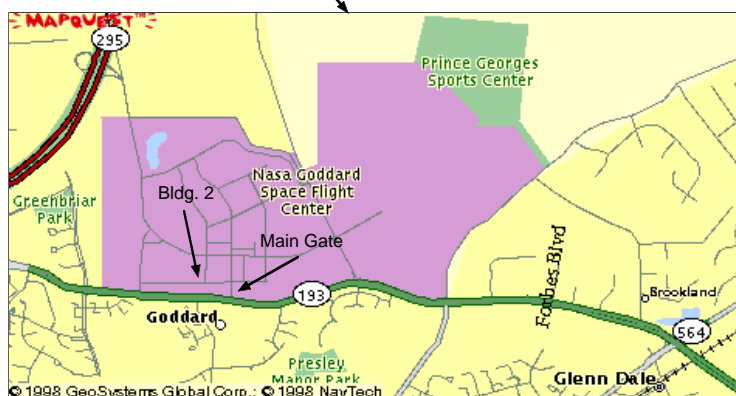 MAPQUEST™
295
Prince Georges
Sports Center
Bldg. 2
Nasa Goddard
Space Flight
Center
Greenbriar
Park
Main Gate
193
Forbes Blvd
Brookland
Goddard
564
Presley
Manor Park
Glenn Dale
© 1998 GeoSystems Global Corp.; © 1998 NavTech